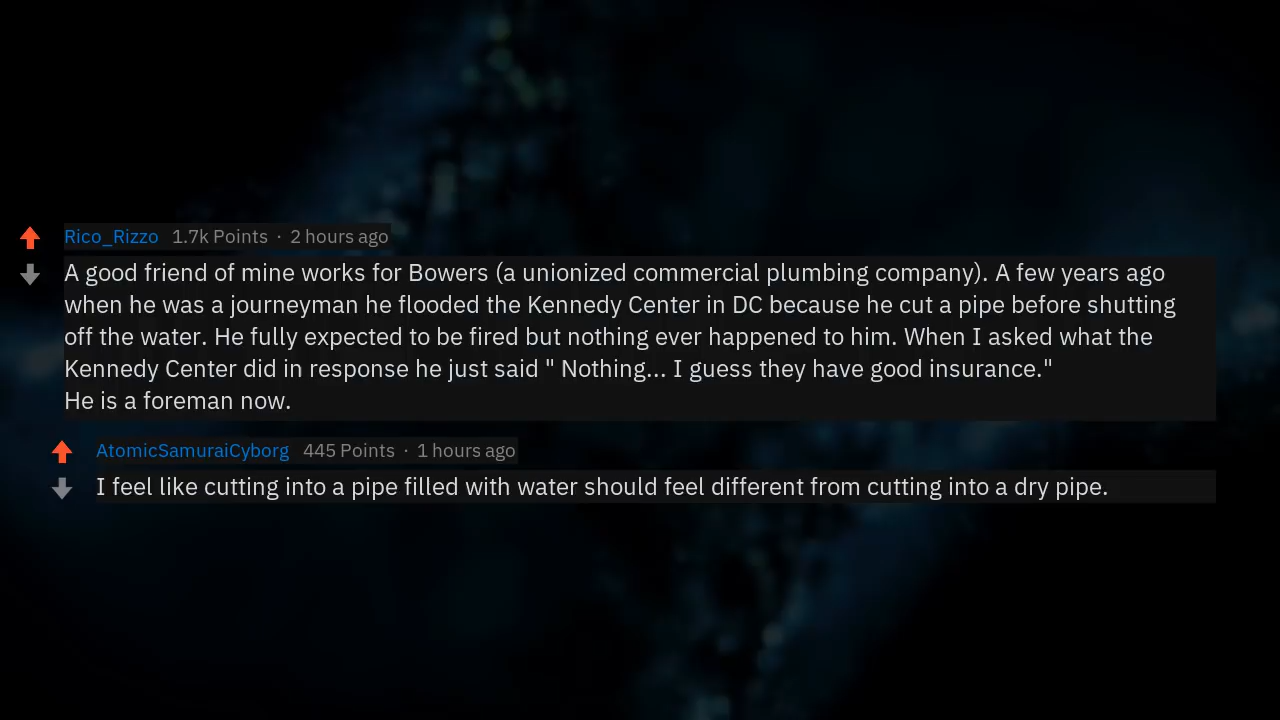 Rico_Rizzo 1.7k Points · 2 hours ago
A good friend of mine works for Bowers (a unionized commercial plumbing company). A few years ago
when he was a journeyman he flooded the Kennedy Center in DC because he cut a pipe before shutting
off the water. He fully expected to be fired but nothing ever happened to him. When I asked what the
Kennedy Center did in response he just said " Nothing... I guess they have good insurance."
He is a foreman now.
AtomicSamuraiCyborg 445 Points · 1 hours ago
I feel like cutting into a pipe filled with water should feel different from cutting into a dry pipe.